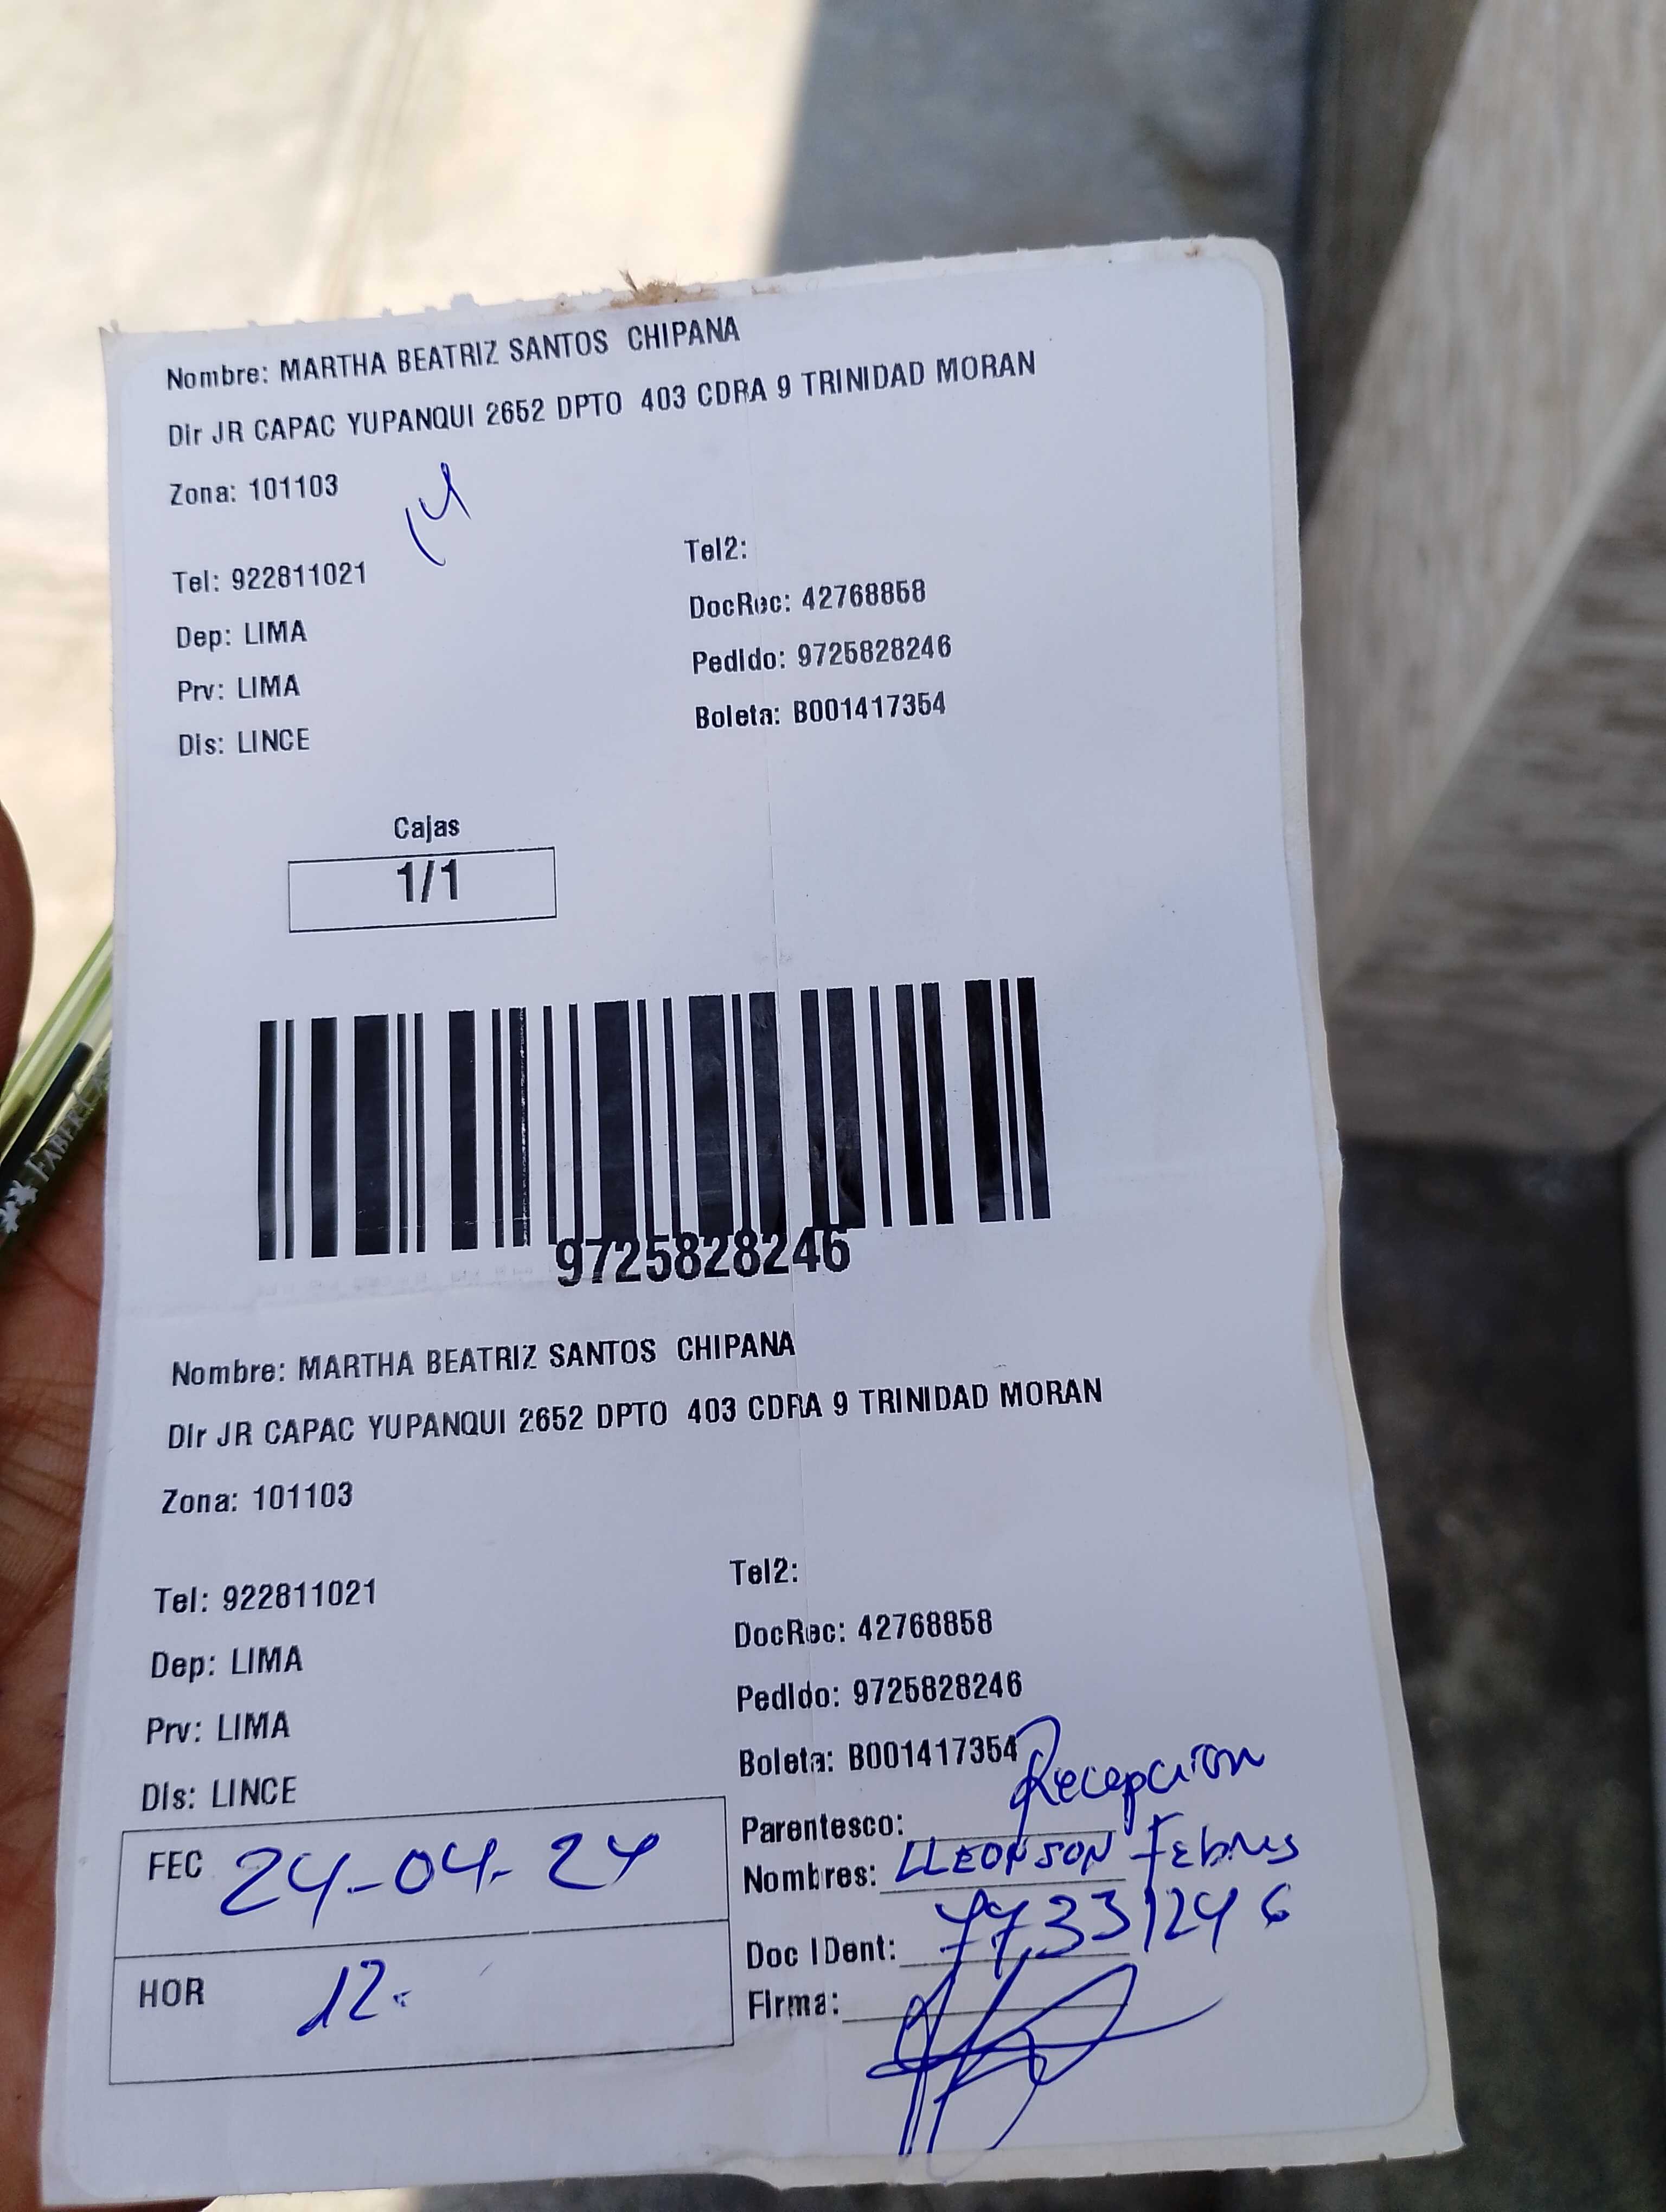 Nombre: MARTHA BEATRIZ SANTOS CHIPANA
Dir JR CAPAC YUPANQUI 2652 DPTO 403 CDRA 9 TRINIDAD MORAN
Zona: 101103
14
Tel: 922811021
Tel2:
DocRec: 42768858
Dep: LIMA
Pedido: 9725828246
Prv: LIMA
Boleta: B001417354
Dis: LINCE
Cajas
1/1
9725828246
Nombre: MARTHA BEATRIZ SANTOS CHIPANA
Dir JR CAPAC YUPANQUI 2652 DPTO 403 CDRA 9 TRINIDAD MORAN
Zona: 101103
Tel: 922811021
Tel2:
DocRec: 42768858
Dep: LIMA
Pedido: 9725828246
Prv: LIMA
Boleta: B001417354
Dis: LINCE
Parentesco: Recepcion
FEC 24-04-24
Nombres: LLEONSON Febres
Doc IDent: 77331246
HOR 12.
Firma:
FABER